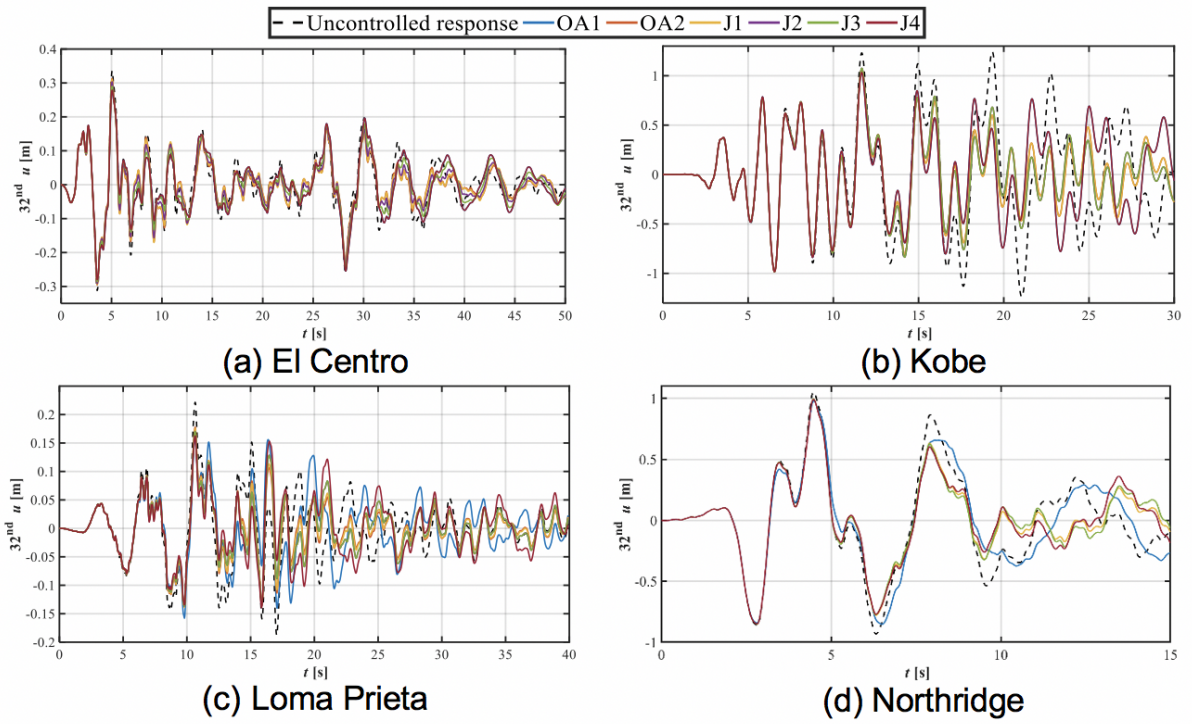 Uncontrolled response OA1 OA2 J1 J2 J3 J4
0.4
0.3
0.2
0.1
0
-0.1
-0.2
-0.3
32nd u [m]
0 5 10 15 20 25 30 35 40 45 50
t [s]
(a) El Centro
1
0.5
0
-0.5
-1
32nd u [m]
0 5 10 15 20 25 30
t [s]
(b) Kobe
0.2
0.15
0.1
0.05
0
-0.05
-0.1
-0.15
-0.2
32nd u [m]
0 5 10 15 20 25 30 35 40
t [s]
(c) Loma Prieta
1
0.5
0
-0.5
-1
32nd u [m]
0 5 10 15
t [s]
(d) Northridge